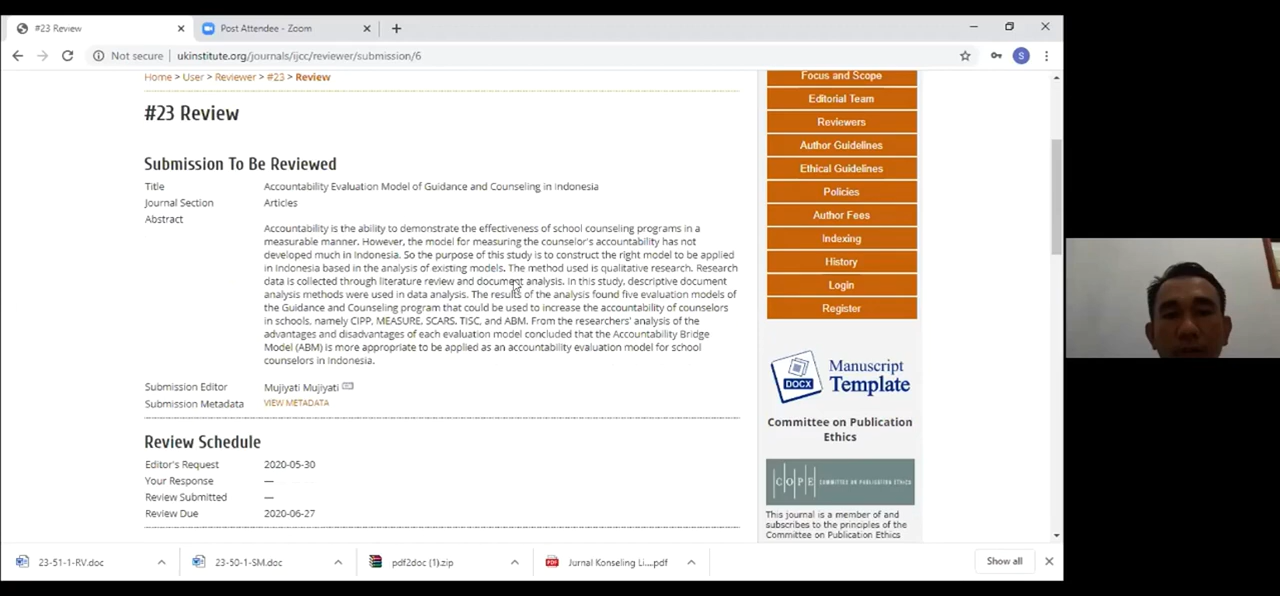 #23 Review
Post Attendee - Zoom
Not secure
ukinstitute.org/journals/ijcc/reviewer/submission/6
S
Home > User > Reviewer > #23 > Review
#23 Review
Submission To Be Reviewed
Title
Accountability Evaluation Model of Guidance and Counseling in Indonesia
Journal Section
Articles
Abstract
Accountability is the ability to demonstrate the effectiveness of school counseling programs in a
measurable manner. However, the model for measuring the counselor's accountability has not
developed much in Indonesia. So the purpose of this study is to construct the right model to be applied
in Indonesia based in the analysis of existing models. The method used is qualitative research. Research
data is collected through literature review and document analysis. In this study, descriptive document
analysis methods were used in data analysis. The results of the analysis found five evaluation models of
the Guidance and Counseling program that could be used to increase the accountability of counselors
in schools, namely CIPP, MEASURE, SCARS, TISC, and ABM. From the researchers' analysis of the
advantages and disadvantages of each evaluation model concluded that the Accountability Bridge
Model (ABM) is more appropriate to be applied as an accountability evaluation model for school
counselors in Indonesia.
Submission Editor
Mujiyati Mujiyati
Submission Metadata
VIEW METADATA
Review Schedule
Editor's Request
2020-05-30
Your Response
—
Review Submitted
—
Review Due
2020-06-27
Focus and Scope
Editorial Team
Reviewers
Author Guidelines
Ethical Guidelines
Policies
Author Fees
Indexing
History
Login
Register
DOCX
Manuscript
Template
Committee on Publication
Ethics
C O P E
COMMITTEE ON PUBLICATION ETHICS
This journal is a member of and
subscribes to the principles of the
Committee on Publication Ethics
23-51-1-RV.doc
23-50-1-SM.doc
pdf2doc (1).zip
PDF
Jurnal Konseling Li....pdf
Show all